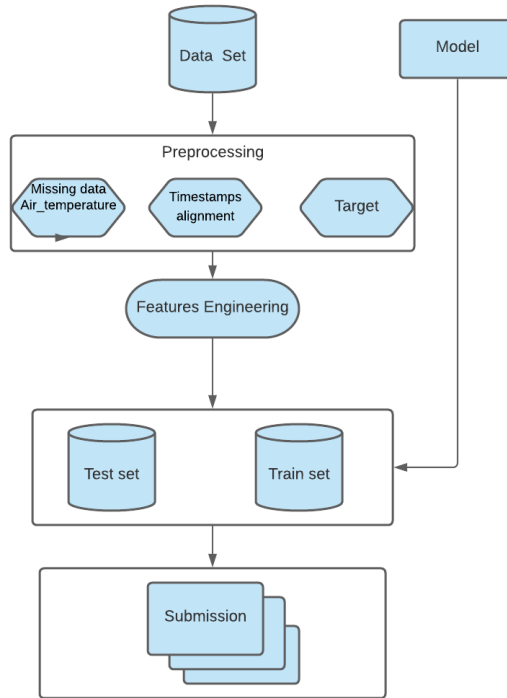 Data Set
Model
Preprocessing
Missing data
Air_temperature
Timestamps
alignment
Target
Features Engineering
Test set
Train set
Submission